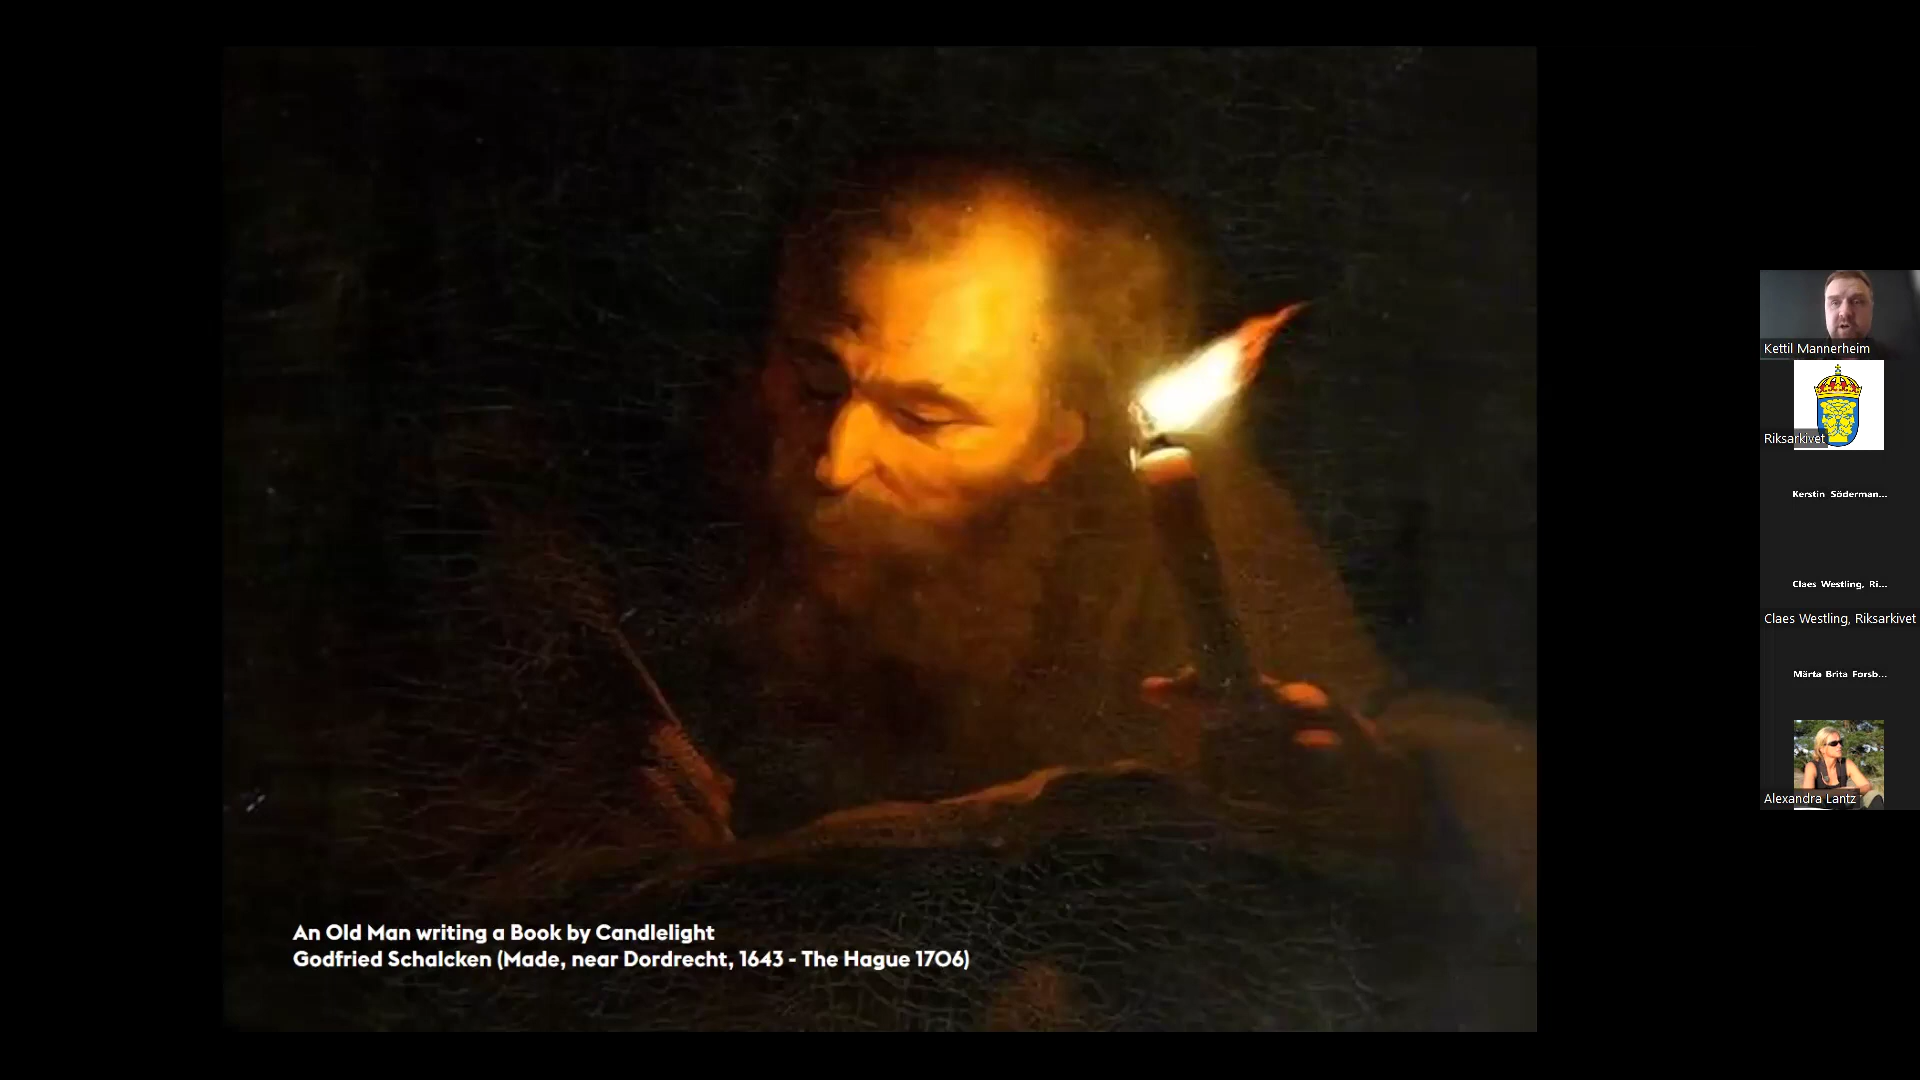 An Old Man writing a Book by Candlelight
Godfried Schalcken (Made, near Dordrecht, 1643 - The Hague 1706)
Kettil Mannerheim
Riksarkivet
Kerstin Söderman...
Claes Westling, Ri...
Claes Westling, Riksarkivet
Märta Brita Forsb...
Alexandra Lantz